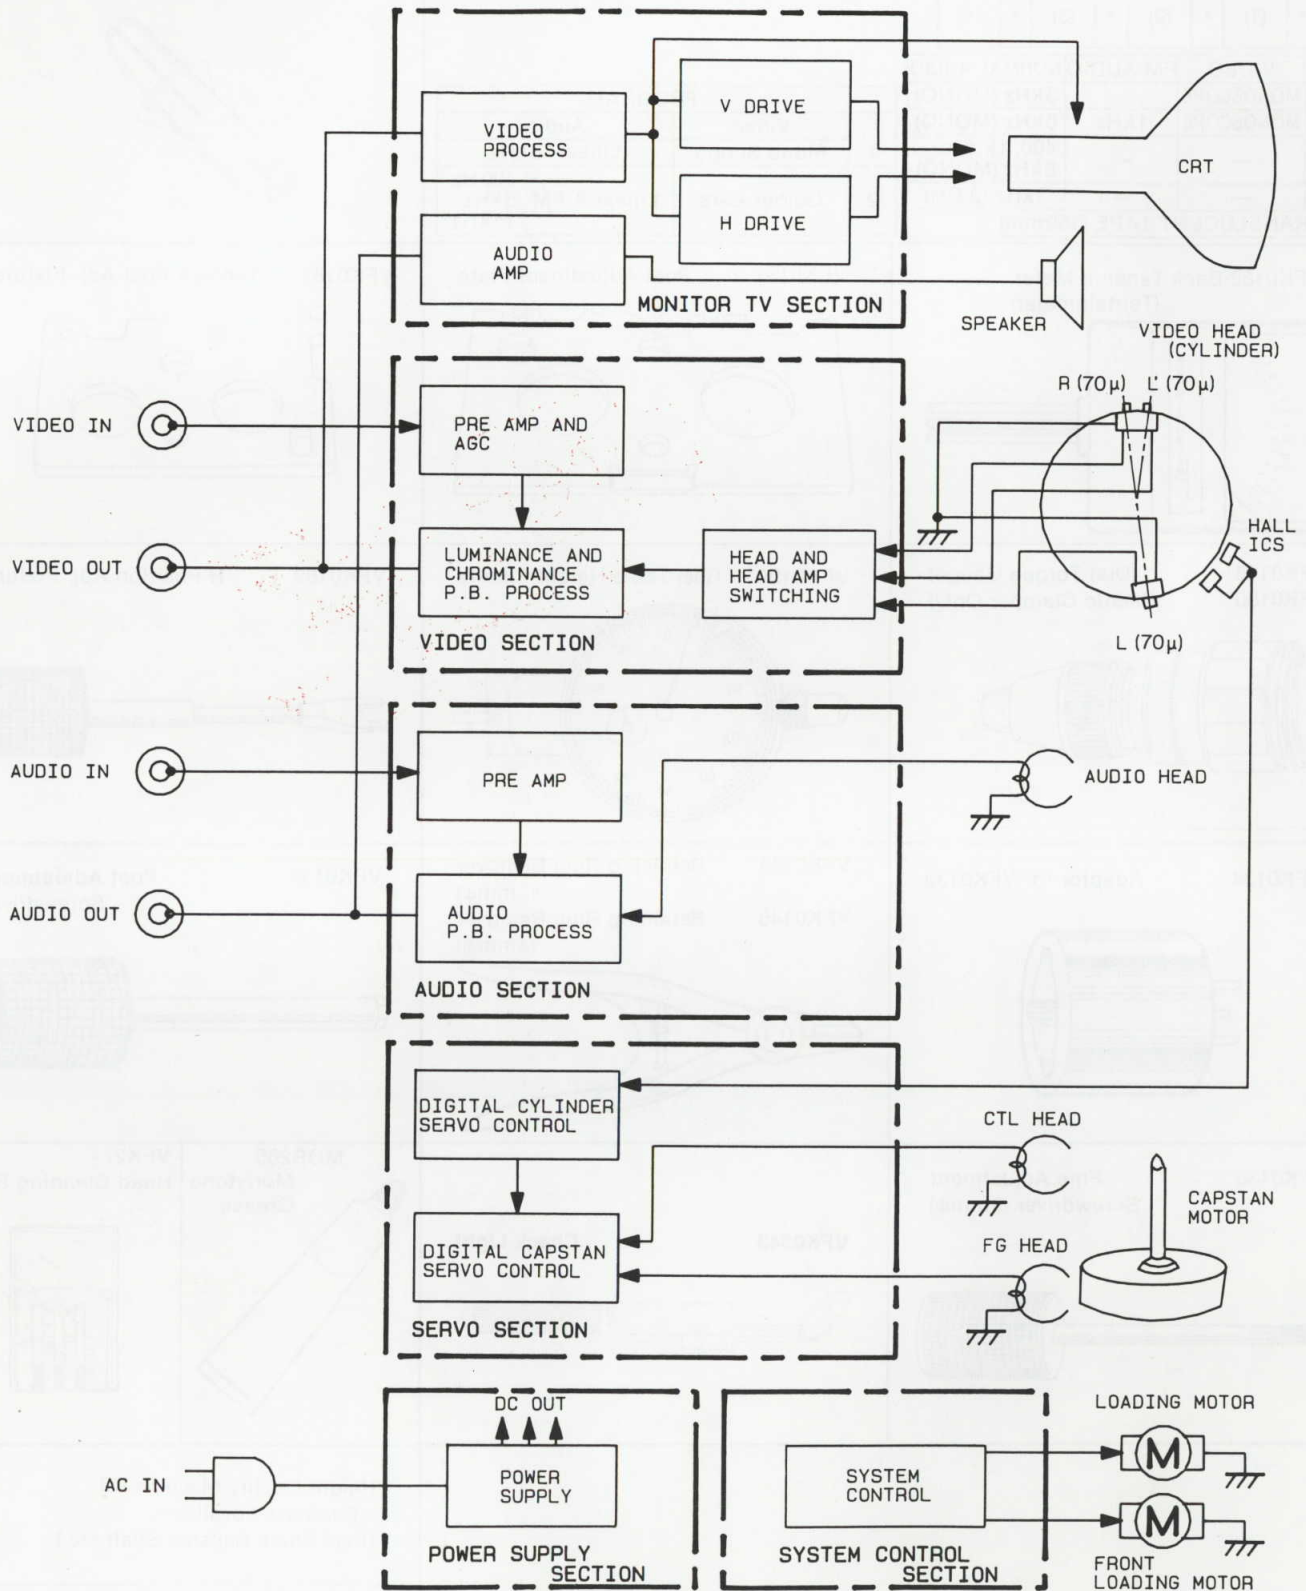 V DRIVE
VIDEO
PROCESS
CRT
H DRIVE
AUDIO
AMP
MONITOR TV SECTION
SPEAKER
VIDEO HEAD
(CYLINDER)
R (70μ) L' (70μ)
VIDEO IN
PRE AMP AND
AGC
HALL
ICS
VIDEO OUT
LUMINANCE AND
CHROMINANCE
P.B. PROCESS
HEAD AND
HEAD AMP
SWITCHING
VIDEO SECTION
L (70μ)
AUDIO IN
PRE AMP
AUDIO HEAD
AUDIO OUT
AUDIO
P.B. PROCESS
AUDIO SECTION
DIGITAL CYLINDER
SERVO CONTROL
CTL HEAD
CAPSTAN
MOTOR
DIGITAL CAPSTAN
SERVO CONTROL
FG HEAD
SERVO SECTION
DC OUT
LOADING MOTOR
M
AC IN
POWER
SUPPLY
SYSTEM
CONTROL
M
POWER SUPPLY
SECTION
SYSTEM CONTROL
SECTION
FRONT
LOADING MOTOR